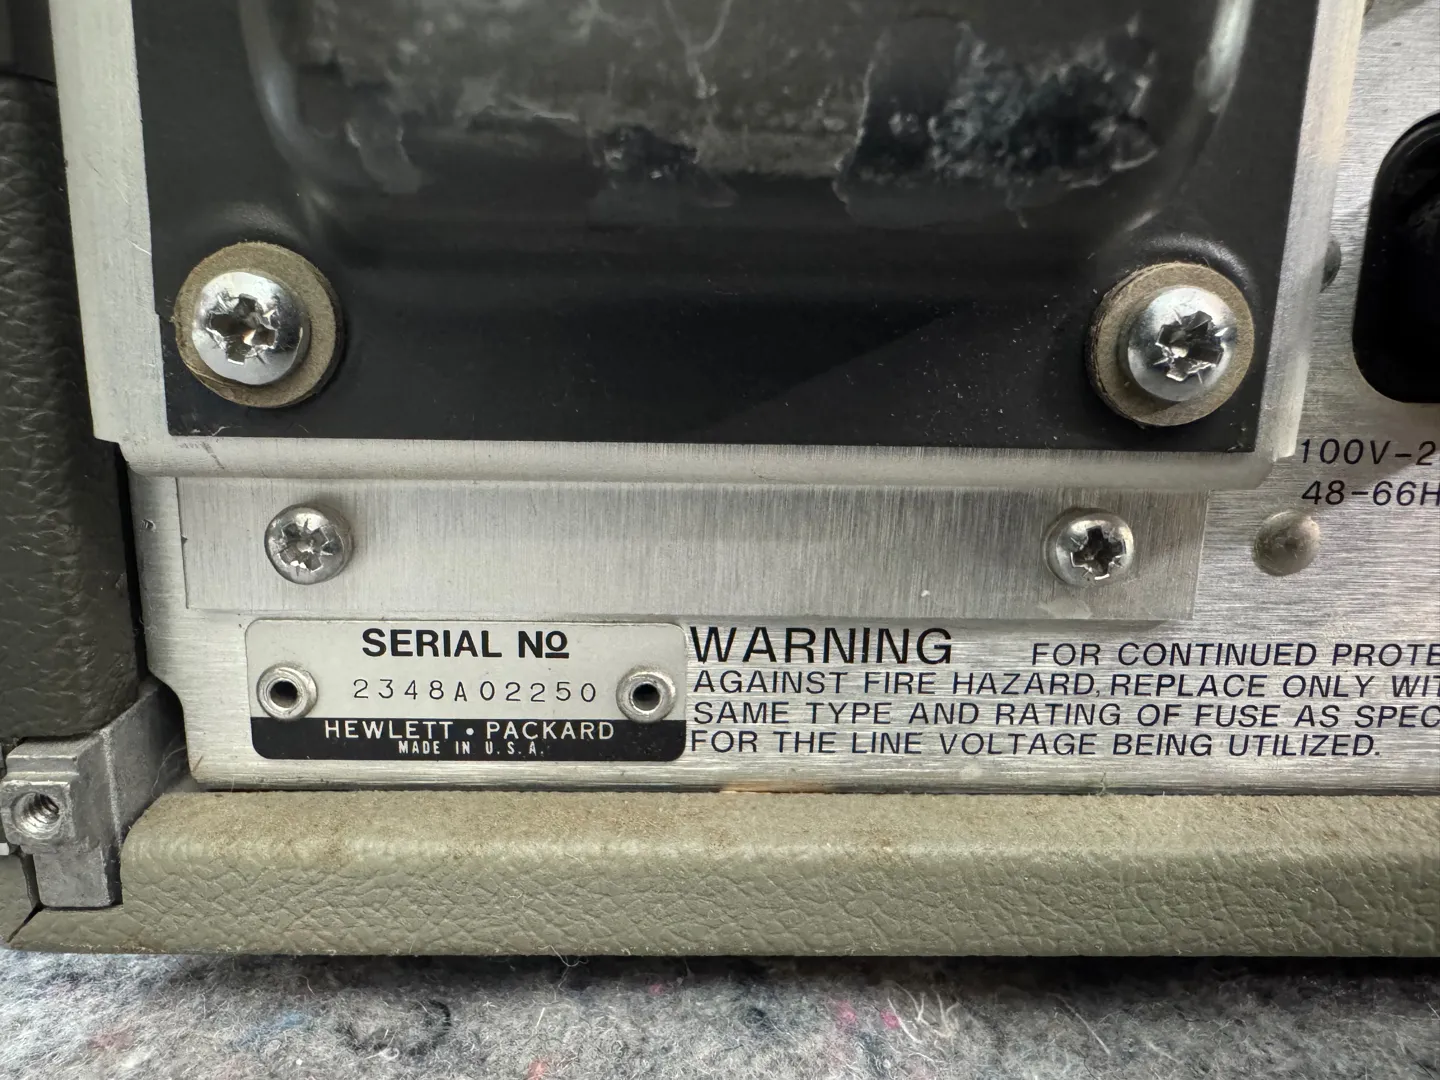 100V-2
48-66H
SERIAL NO
2348A02250
HEWLETT • PACKARD
MADE IN U.S.A.
WARNING FOR CONTINUED PROTE
AGAINST FIRE HAZARD, REPLACE ONLY WIT
SAME TYPE AND RATING OF FUSE AS SPEC
FOR THE LINE VOLTAGE BEING UTILIZED.